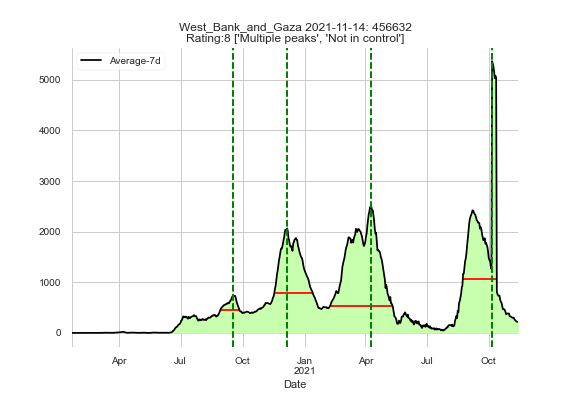 West_Bank_and_Gaza 2021-11-14: 456632
Rating:8 ['Multiple peaks', 'Not in control']
Average-7d
5000
4000
3000
2000
1000
0
Apr Jul Oct Jan Apr Jul Oct
2021
Date